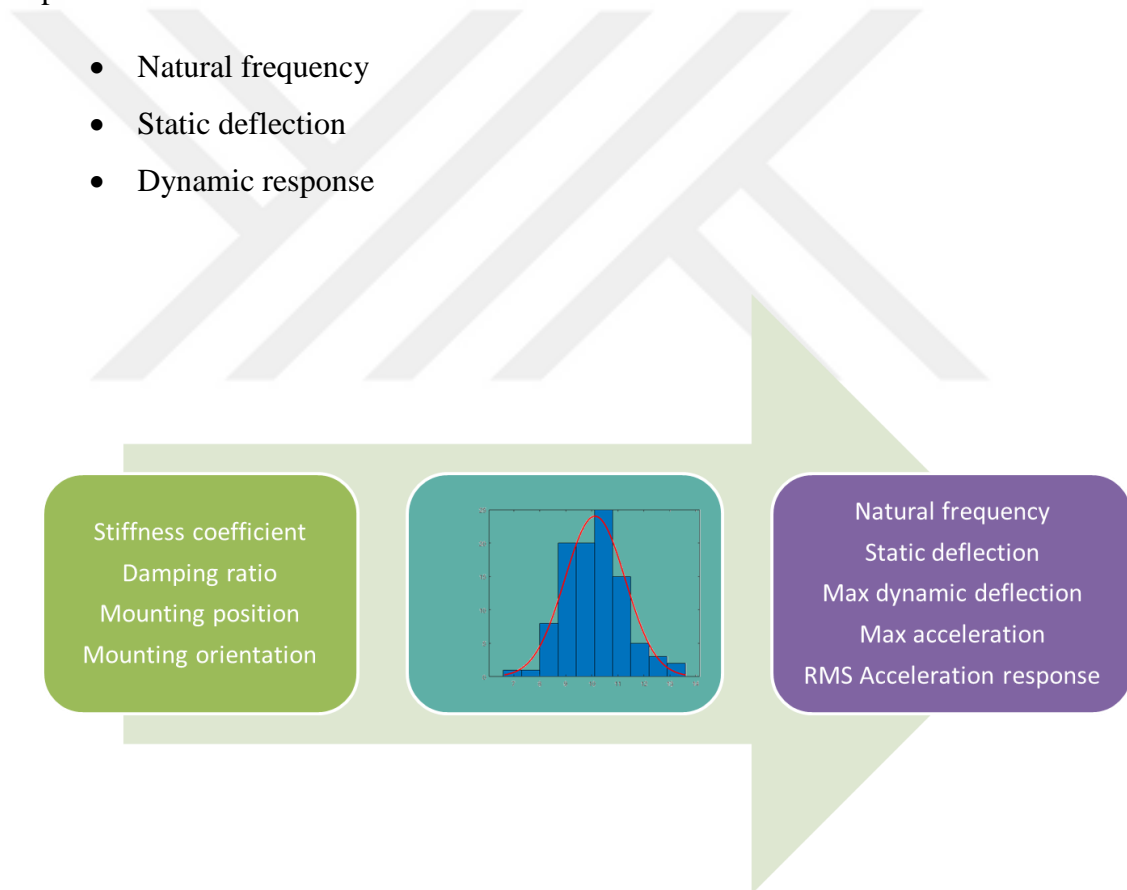 • Natural frequency
• Static deflection
• Dynamic response
Stiffness coefficient
Damping ratio
Mounting position
Mounting orientation
Natural frequency
Static deflection
Max dynamic deflection
Max acceleration
RMS Acceleration response